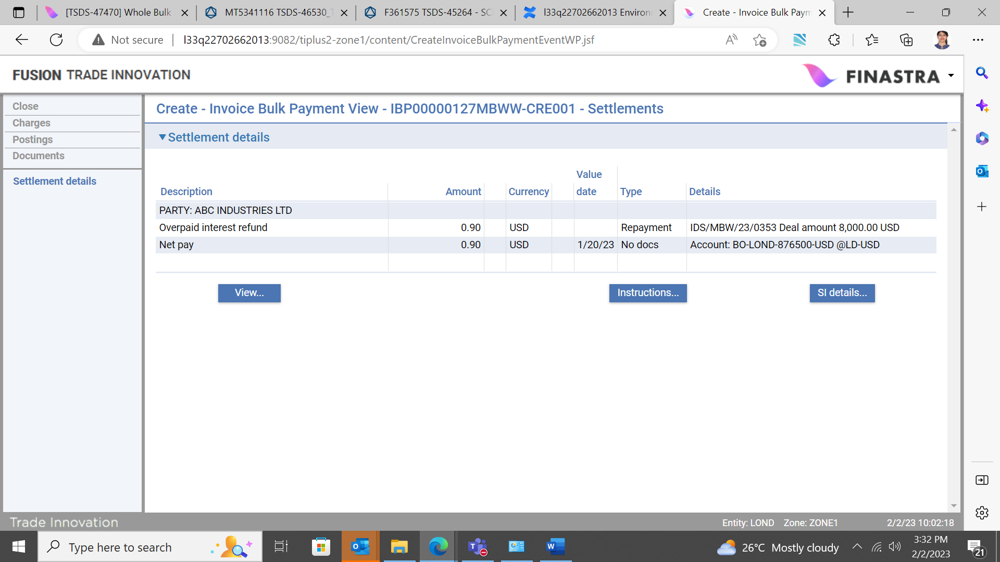 [TSDS-47470] Whole Bulk
MT5341116 TSDS-46530_
F361575 TSDS-45264 - SC
l33q22702662013 Environ
Create - Invoice Bulk Paym
Not secure
l33q22702662013:9082/tiplus2-zone1/content/CreateInvoiceBulkPaymentEventWP.jsf
FUSION TRADE INNOVATION
FINASTRA
Close
Charges
Postings
Documents
Settlement details
Create - Invoice Bulk Payment View - IBP00000127MBWW-CRE001 - Settlements
Settlement details
Description Amount Currency Value date Type Details
PARTY: ABC INDUSTRIES LTD
Overpaid interest refund 0.90 USD Repayment IDS/MBW/23/0353 Deal amount 8,000.00 USD
Net pay 0.90 USD 1/20/23 No docs Account: BO-LOND-876500-USD @LD-USD
View...
Instructions...
SI details...
Trade Innovation
Entity: LOND Zone: ZONE1 2/2/23 10:02:18
Type here to search
26°C Mostly cloudy
3:32 PM
2/2/2023
21